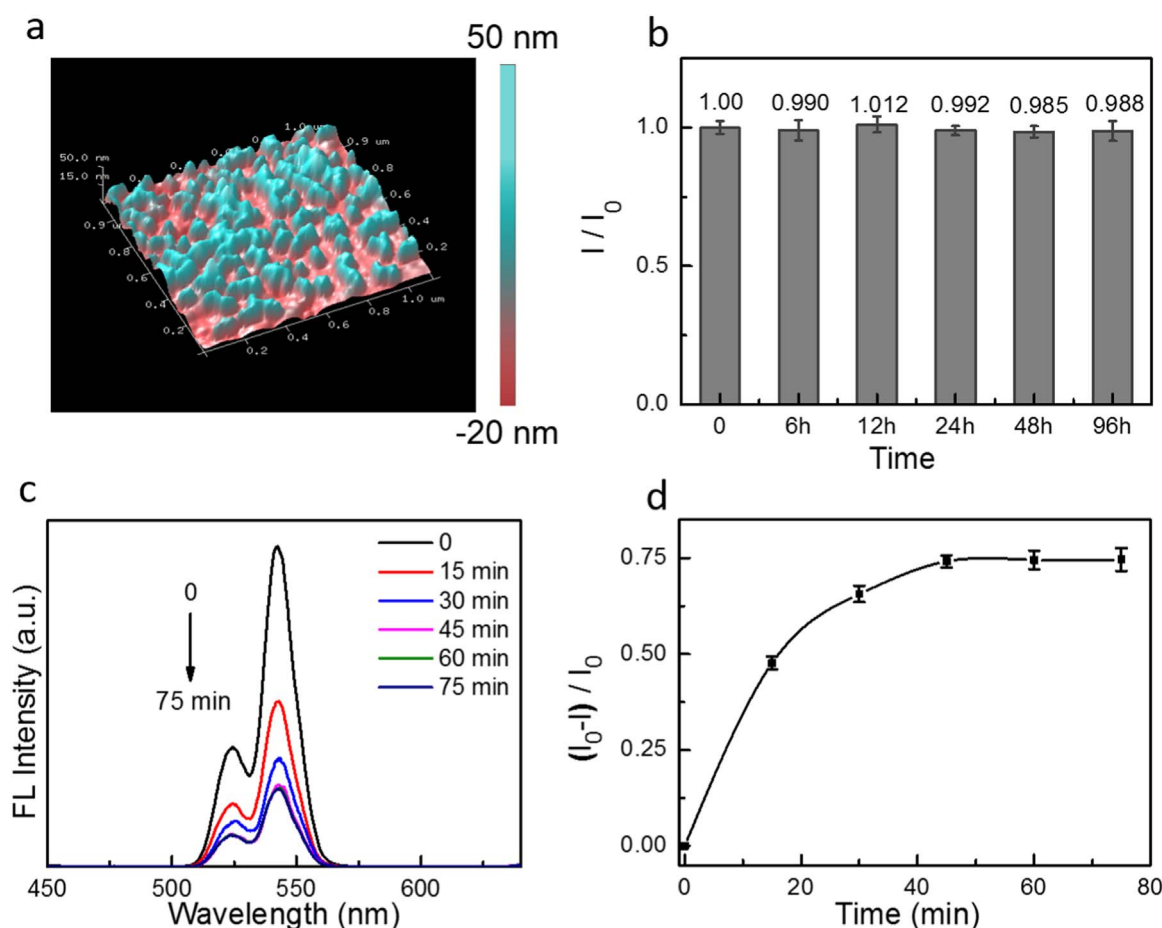 a
50 nm
-20 nm
50.0 nm
15.0 nm
1.0 um
0.9 um
0.8
0.6
0.4
0.2
0.8
0.6
0.4
0.2
0.2
0.4
0.6
0.8
1.0 um
b
1.00 0.990 1.012 0.992 0.985 0.988
1.0
0.5
0.0
I / I0
0 6h 12h 24h 48h 96h
Time
c
FL Intensity (a.u.)
0
75 min
0
15 min
30 min
45 min
60 min
75 min
450 500 550 600
Wavelength (nm)
d
(I0-I) / I0
0.75
0.50
0.25
0.00
0 20 40 60 80
Time (min)